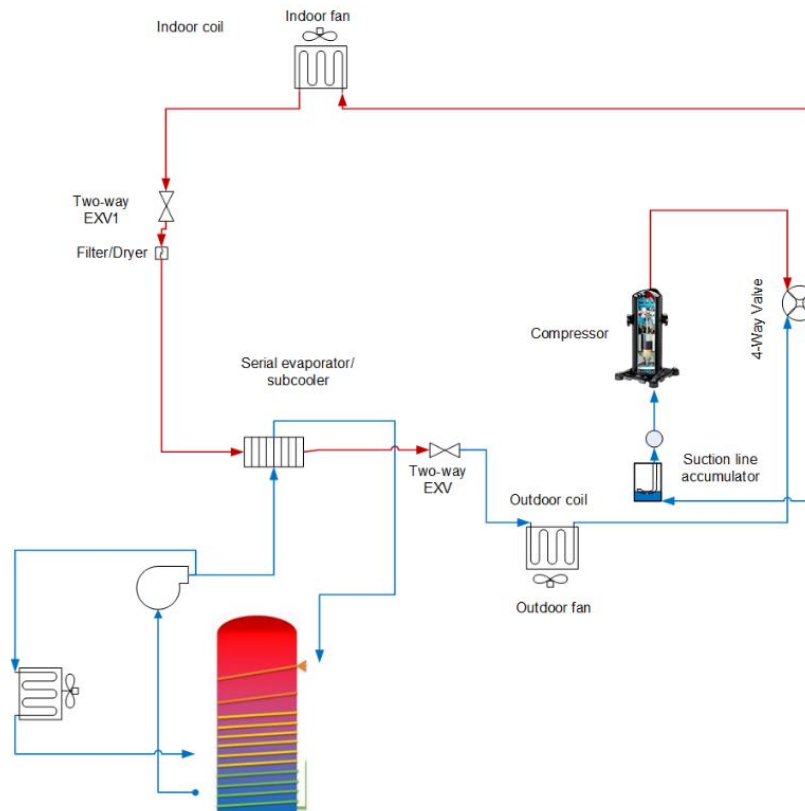 Indoor fan
Indoor coil
Two-way
EXV1
Filter/Dryer
Compressor
4-Way Valve
Serial evaporator/
subcooler
Two-way
EXV
Suction line
accumulator
Outdoor coil
Outdoor fan